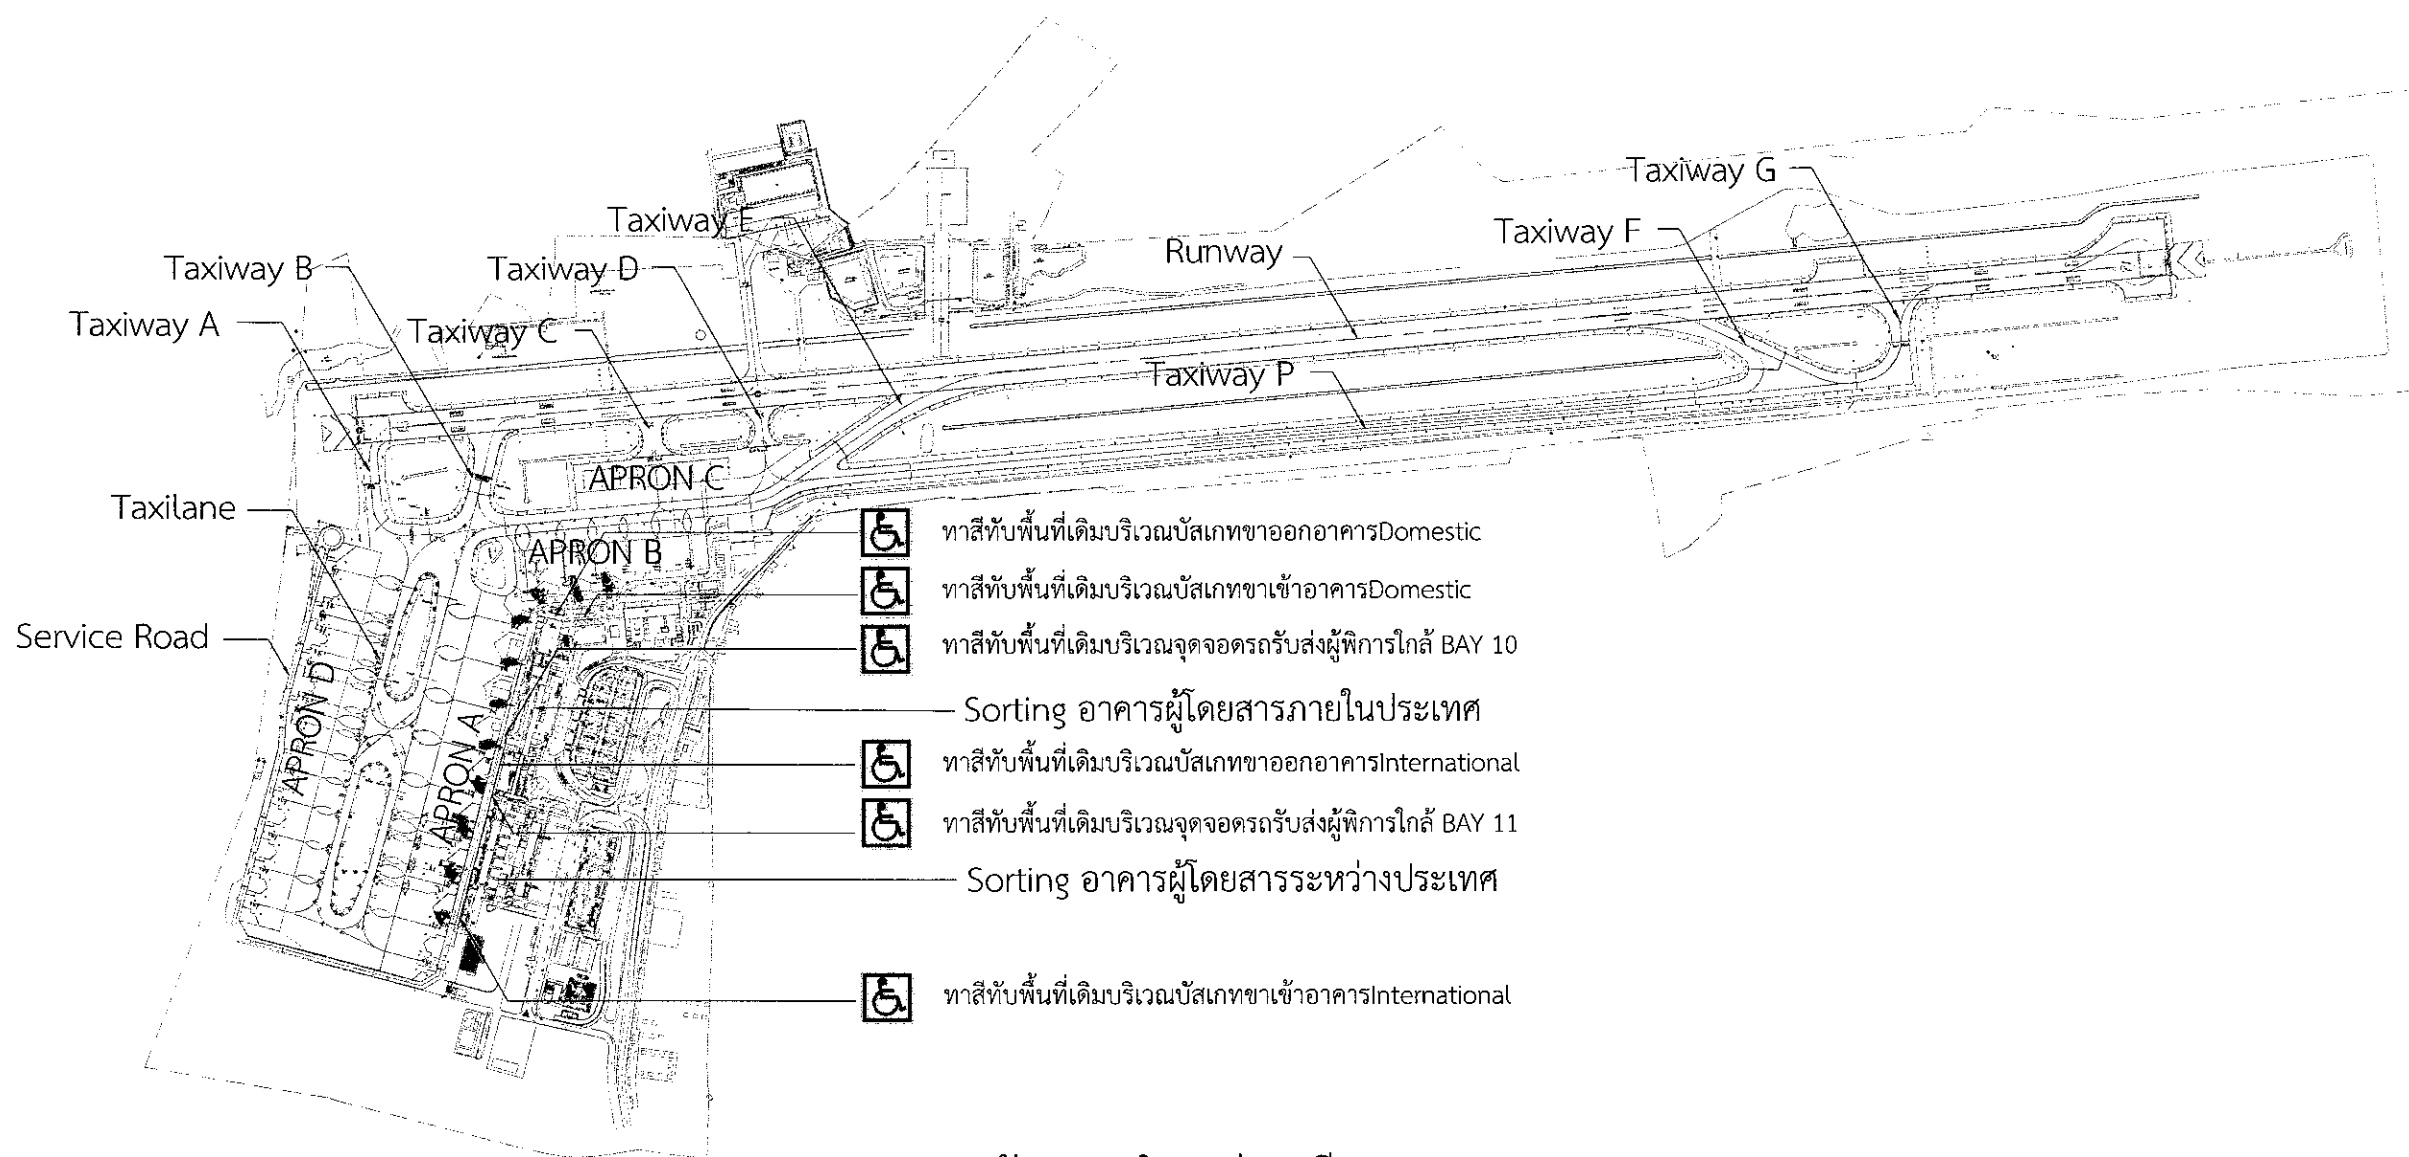 Taxiway G
Taxiway E
Taxiway F
Runway
Taxiway B
Taxiway D
Taxiway A
Taxiway C
Taxiway P
APRON C
Taxilane
ทาสีทับพื้นที่เดิมบริเวณบัสเกทขาออกอาคารDomestic
APRON B
ทาสีทับพื้นที่เดิมบริเวณบัสเกทขาเข้าอาคารDomestic
Service Road
ทาสีทับพื้นที่เดิมบริเวณจุดจอดรถรับส่งผู้พิการใกล้ BAY 10
APRON D
Sorting อาคารผู้โดยสารภายในประเทศ
APRON A
ทาสีทับพื้นที่เดิมบริเวณบัสเกทขาออกอาคารInternational
ทาสีทับพื้นที่เดิมบริเวณจุดจอดรถรับส่งผู้พิการใกล้ BAY 11
Sorting อาคารผู้โดยสารระหว่างประเทศ
ทาสีทับพื้นที่เดิมบริเวณบัสเกทขาเข้าอาคารInternational